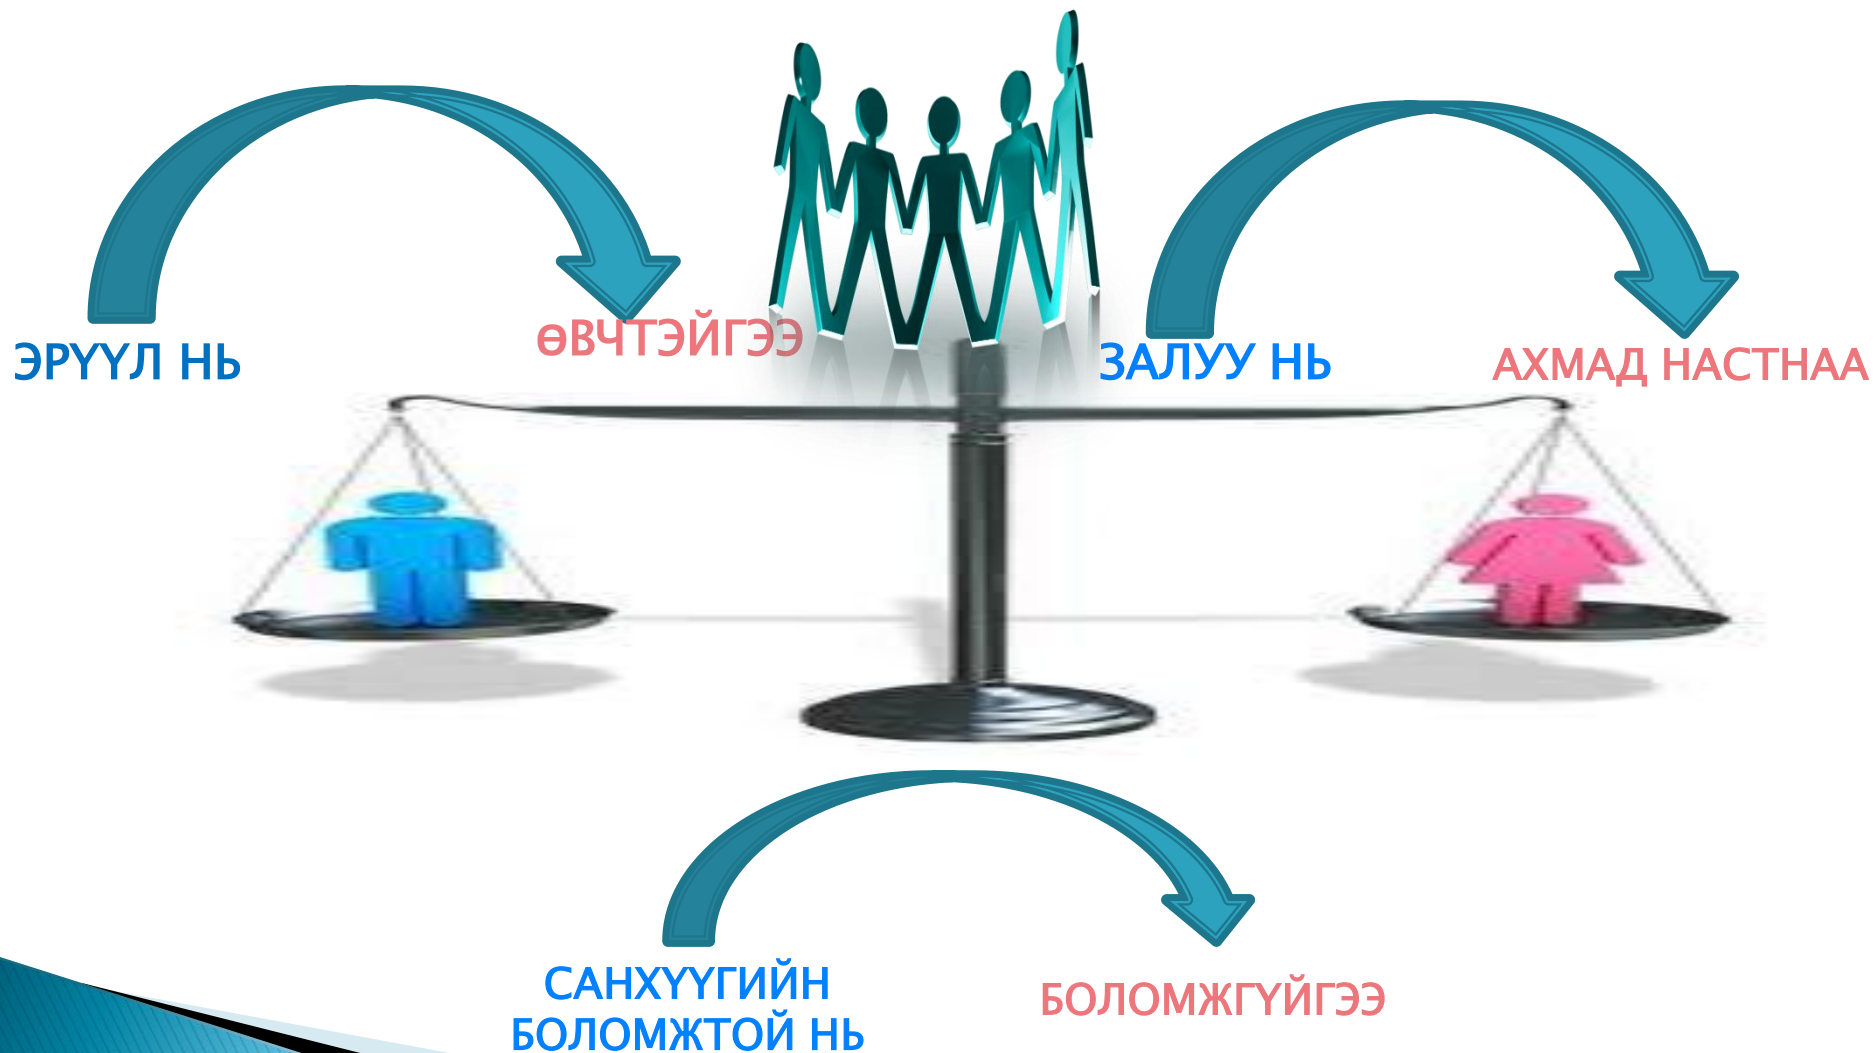 ЭРҮҮЛ НЬ
ӨВЧТЭЙГЭЭ
ЗАЛУУ НЬ
АХМАД НАСТНАА
САНХҮҮГИЙН
БОЛОМЖТОЙ НЬ
БОЛОМЖГҮЙГЭЭ